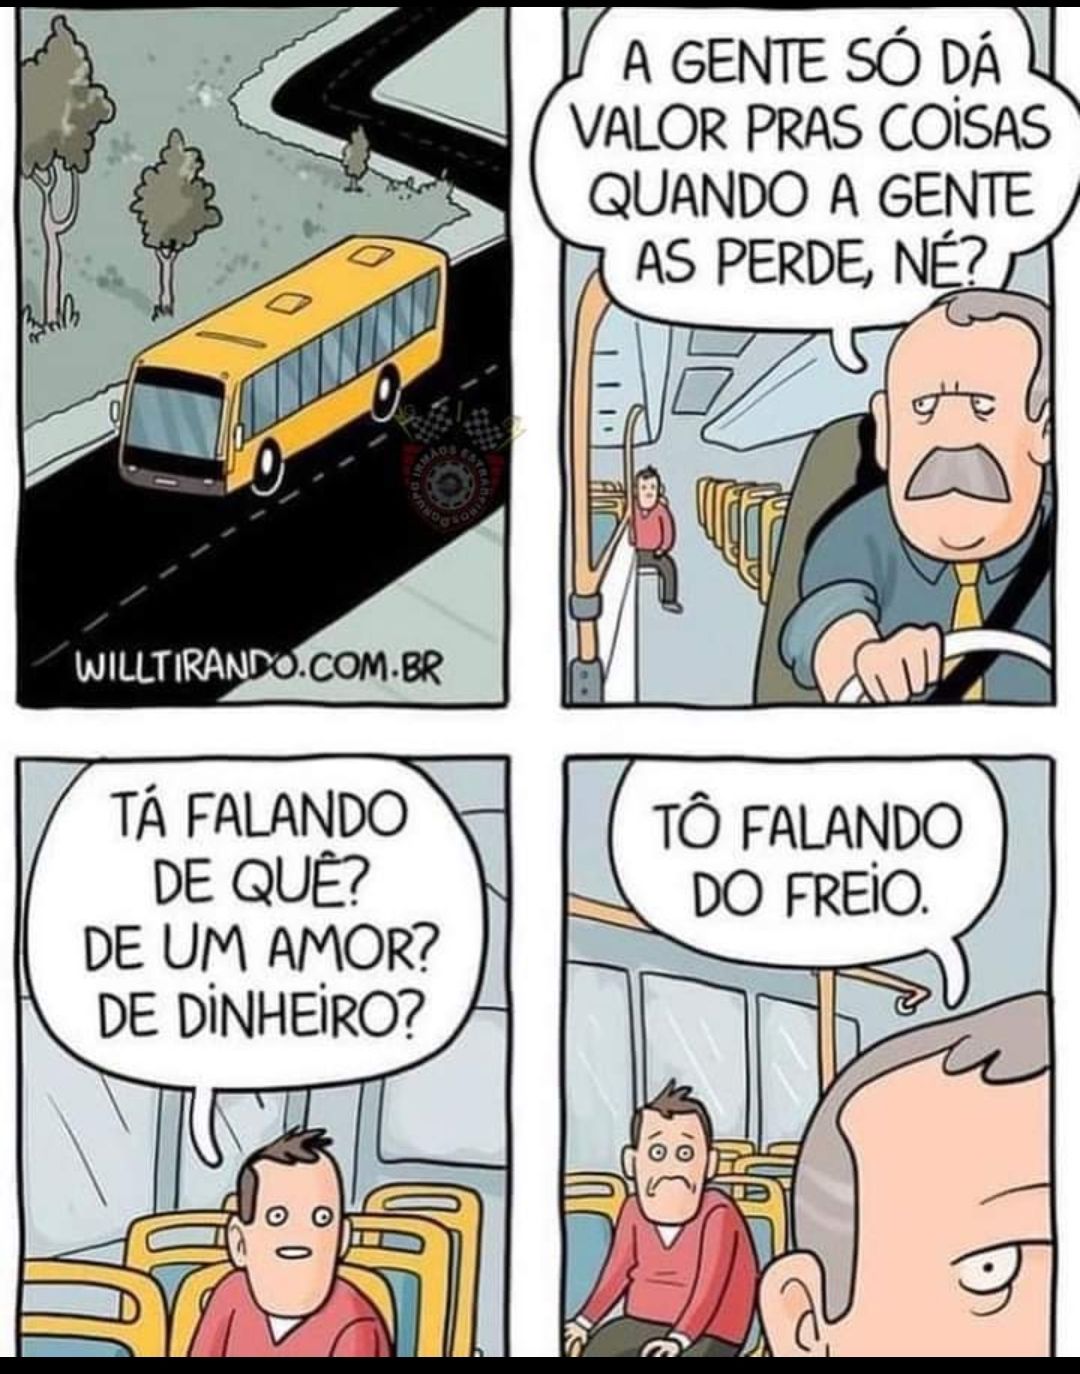 WILLTIRANDO.COM.BR
A GENTE SÓ DÁ
VALOR PRAS COISAS
QUANDO A GENTE
AS PERDE, NÉ?
TÁ FALANDO
DE QUÊ?
DE UM AMOR?
DE DINHEIRO?
TÔ FALANDO
DO FREIO.